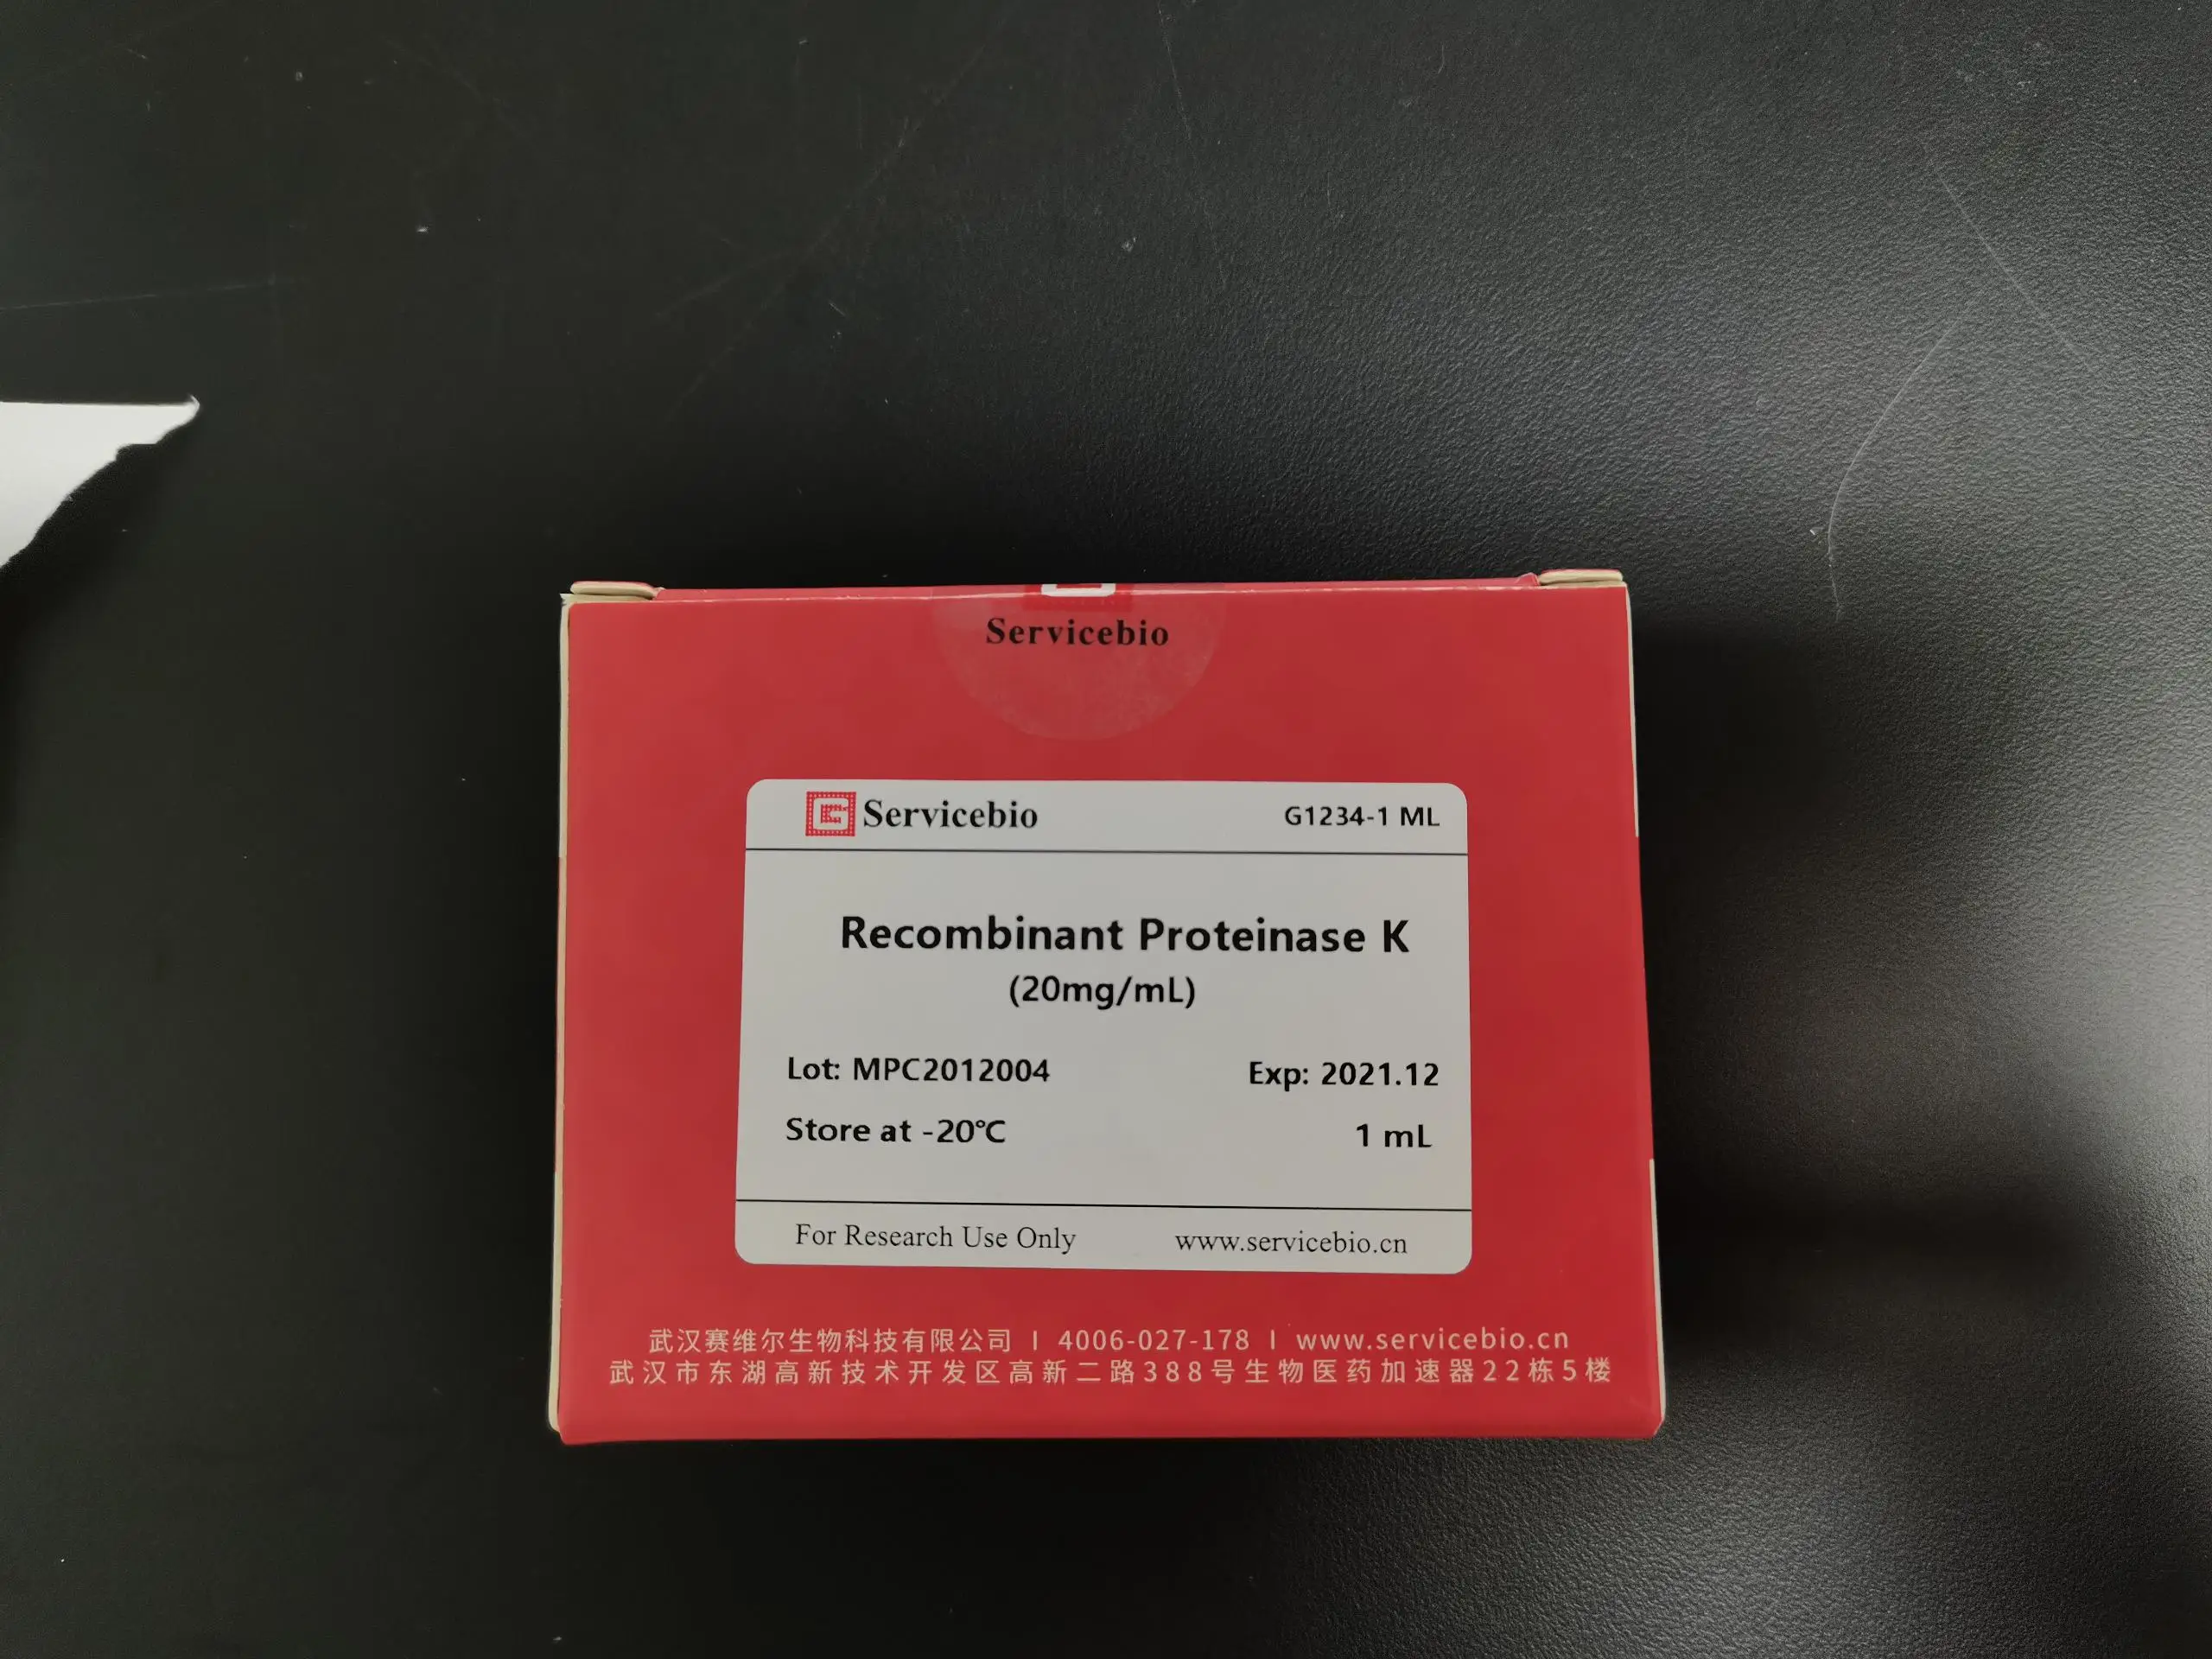 Servicebio
Servicebio G1234-1 ML
Recombinant Proteinase K
(20mg/mL)
Lot: MPC2012004 Exp: 2021.12
Store at -20℃ 1 mL
For Research Use Only www.servicebio.cn
武汉赛维尔生物科技有限公司 I 4006-027-178 I www.servicebio.cn
武汉市东湖高新技术开发区高新二路388号生物医药加速器22栋5楼